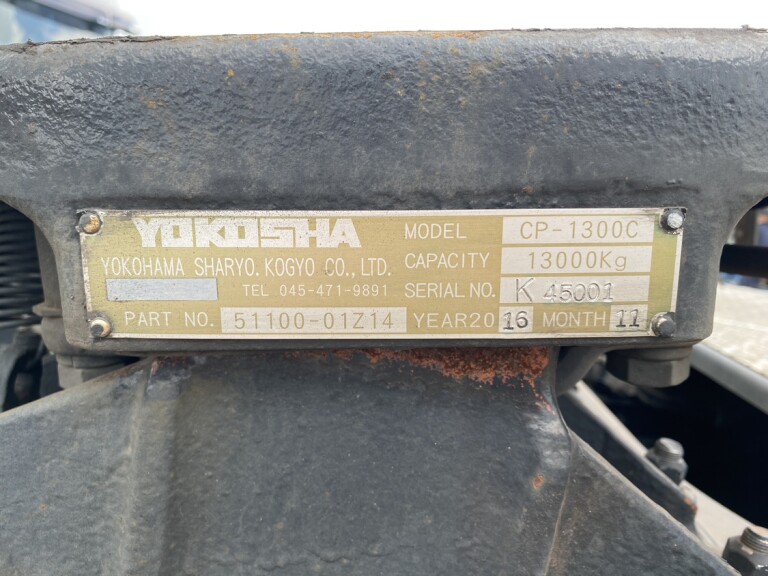 YOKOSHA
YOKOHAMA SHARYO. KOGYO CO., LTD.
TEL 045-471-9891
PART NO. 51100-01Z14
MODEL CP-1300C
CAPACITY 13000Kg
SERIAL NO. K 45001
YEAR20 16 MONTH 11